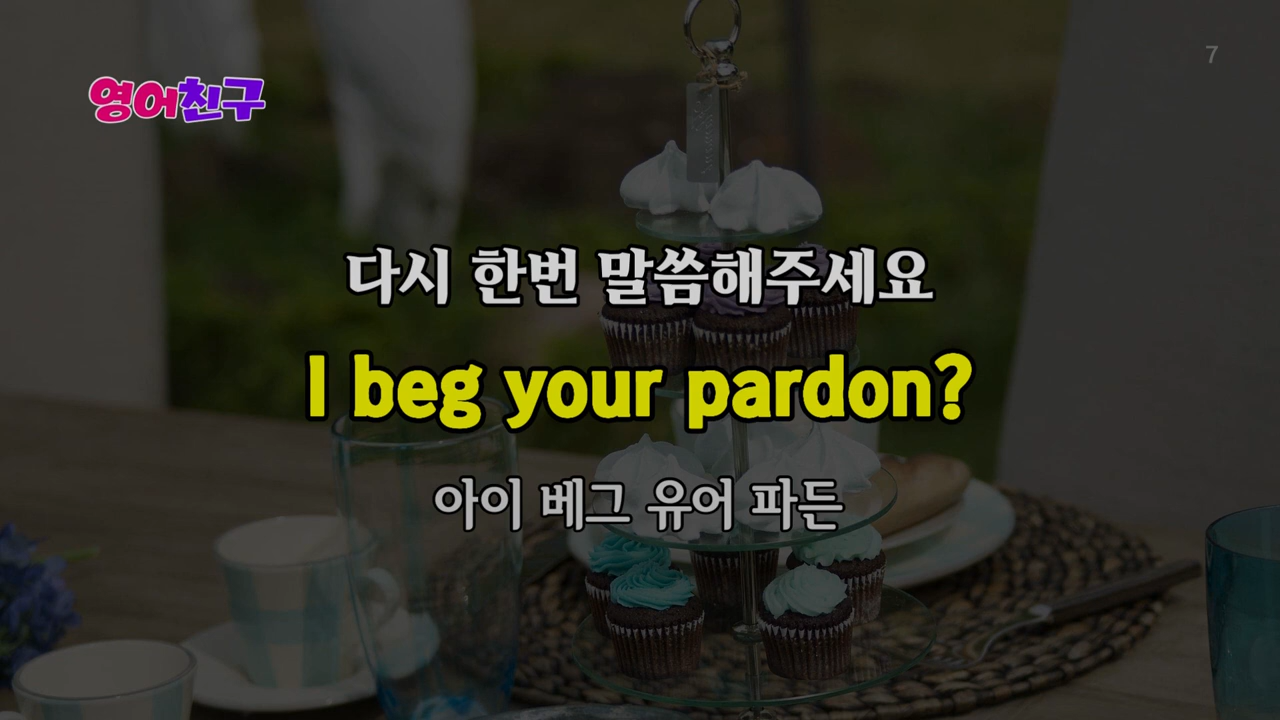 7
영어친구
다시 한번 말씀해주세요
I beg your pardon?
아이 베그 유어 파든